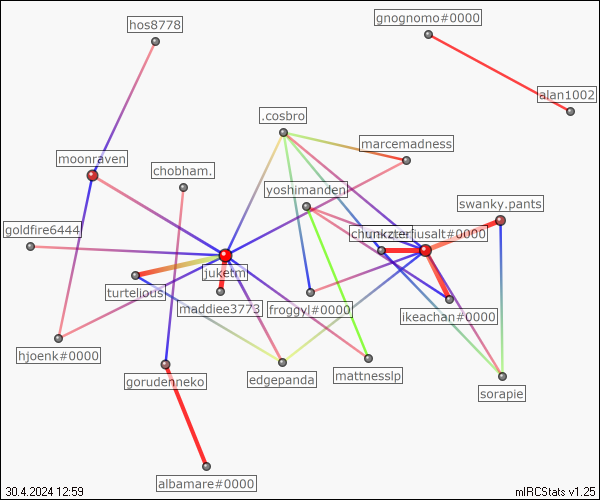 gnognomo#0000
hos8778
alan1002
.cosbro
marcemadness
moonraven
chobham.
yoshimanden
swanky.pants
goldfire6444
chunkzter
jusalt#0000
juketm
turtelious
maddiee3773
froggyl#0000
ikeachan#0000
hjoenk#0000
gorudenneko
edgepanda
mattnesslp
sorapie
albamare#0000
30.4.2024 12:59
mIRCStats v1.25